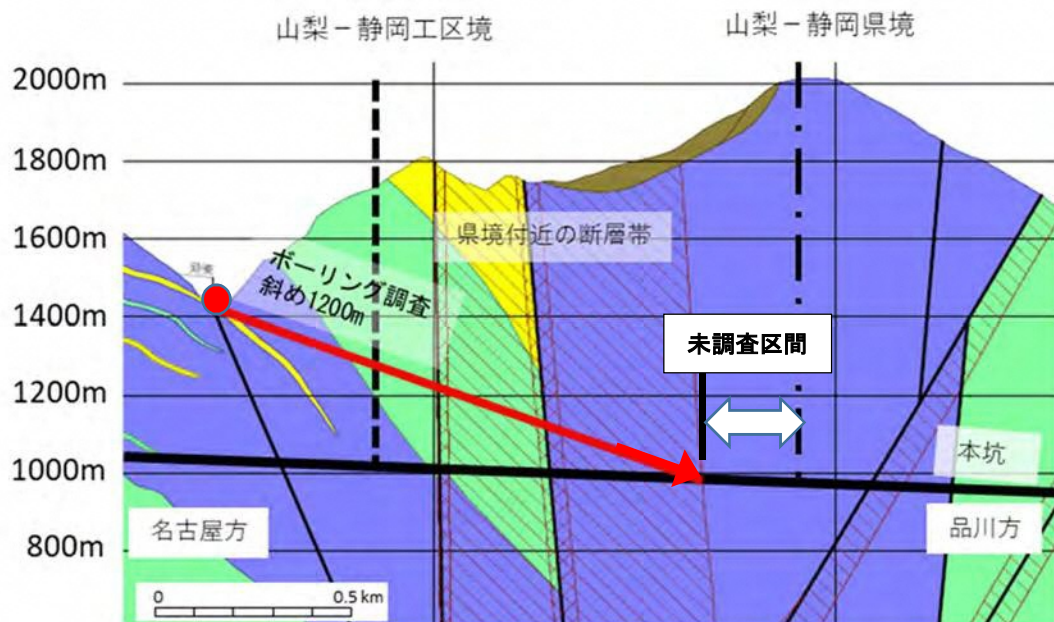 山梨－静岡工区境
山梨－静岡県境
2000m
1800m
1600m
1400m
1200m
1000m
800m
県境付近の断層帯
ボーリング調査
斜め1200m
未調査区間
本坑
名古屋方
品川方
0
0.5 km